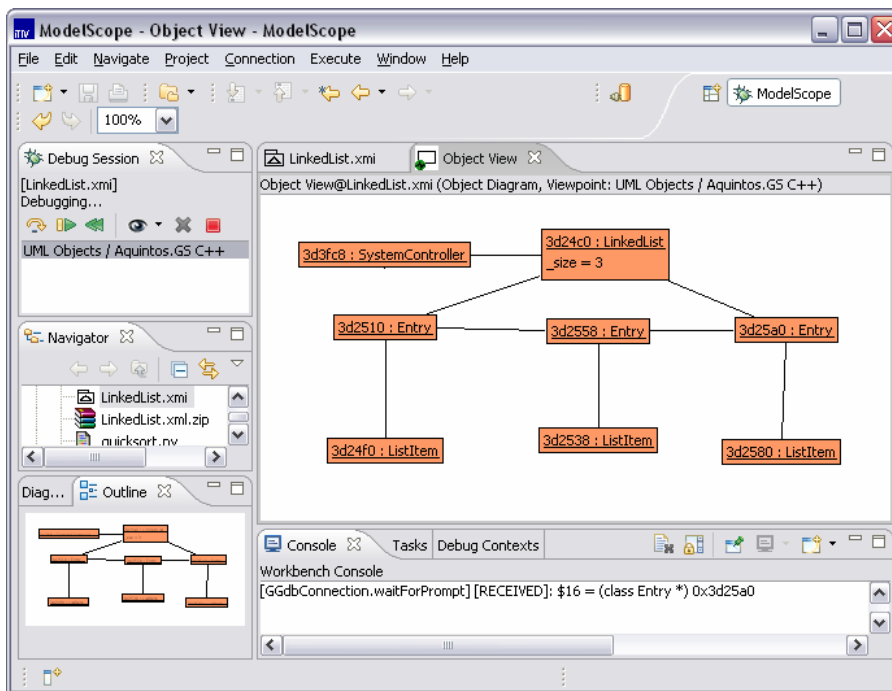 iTIV ModelScope - Object View - ModelScope
File Edit Navigate Project Connection Execute Window Help
ModelScope
100%
Debug Session
[LinkedList.xmi]
Debugging...
UML Objects / Aquintos.GS C++
Navigator
LinkedList.xmi
LinkedList.xml.zip
quicksort.py
Diag... Outline
LinkedList.xmi Object View
Object View@LinkedList.xmi (Object Diagram, Viewpoint: UML Objects / Aquintos.GS C++)
3d24c0 : LinkedList
_size = 3
3d3fc8 : SystemController
3d2510 : Entry
3d2558 : Entry
3d25a0 : Entry
3d24f0 : ListItem
3d2538 : ListItem
3d2580 : ListItem
Console Tasks Debug Contexts
Workbench Console
[GGdbConnection.waitForPrompt] [RECEIVED]: $16 = (class Entry *) 0x3d25a0